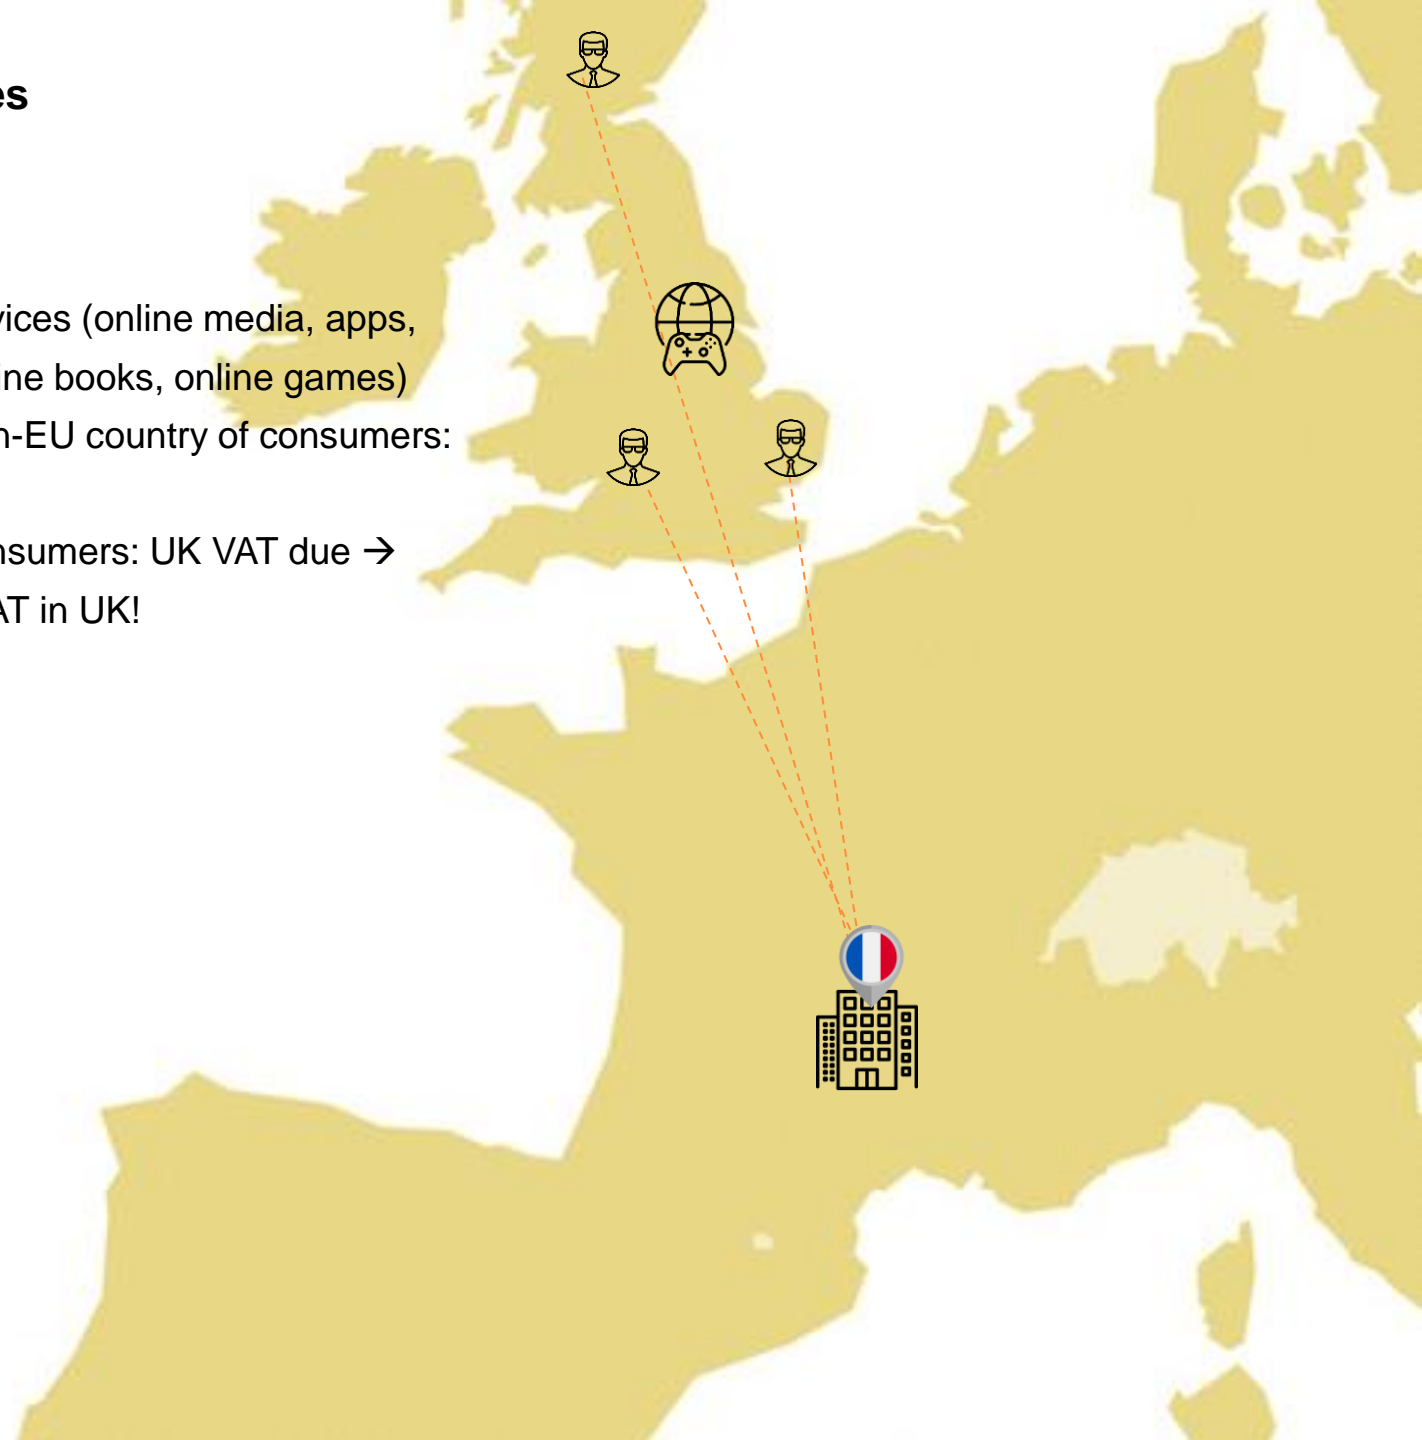 es
vices (online media, apps,
ine books, online games)
n-EU country of consumers:
nsumers: UK VAT due →
AT in UK!